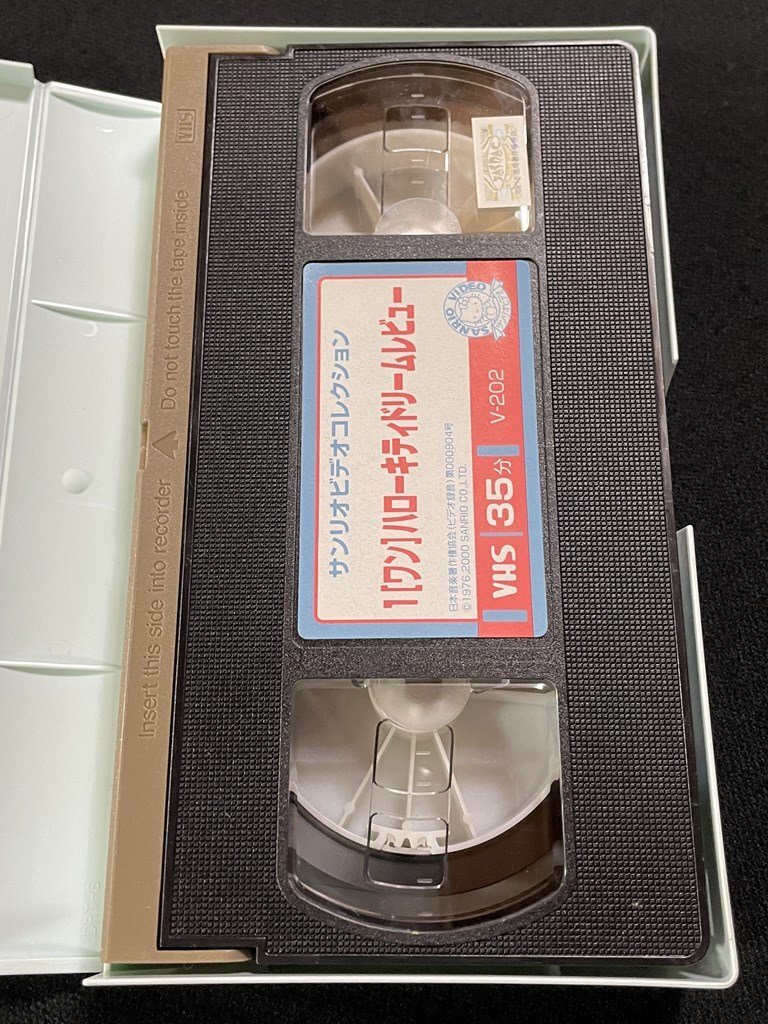 サンリオビデオコレクション
1[ワン]ハローキティドリームレビュー
日本音楽著作権協会(ビデオ録音)第000904号
©1976,2000 SANRIO CO.,LTD.
VHS 35分 V-202
SANRIO VIDEO
JASRAC
VHS
Insert this side into recorder
Do not touch the tape inside